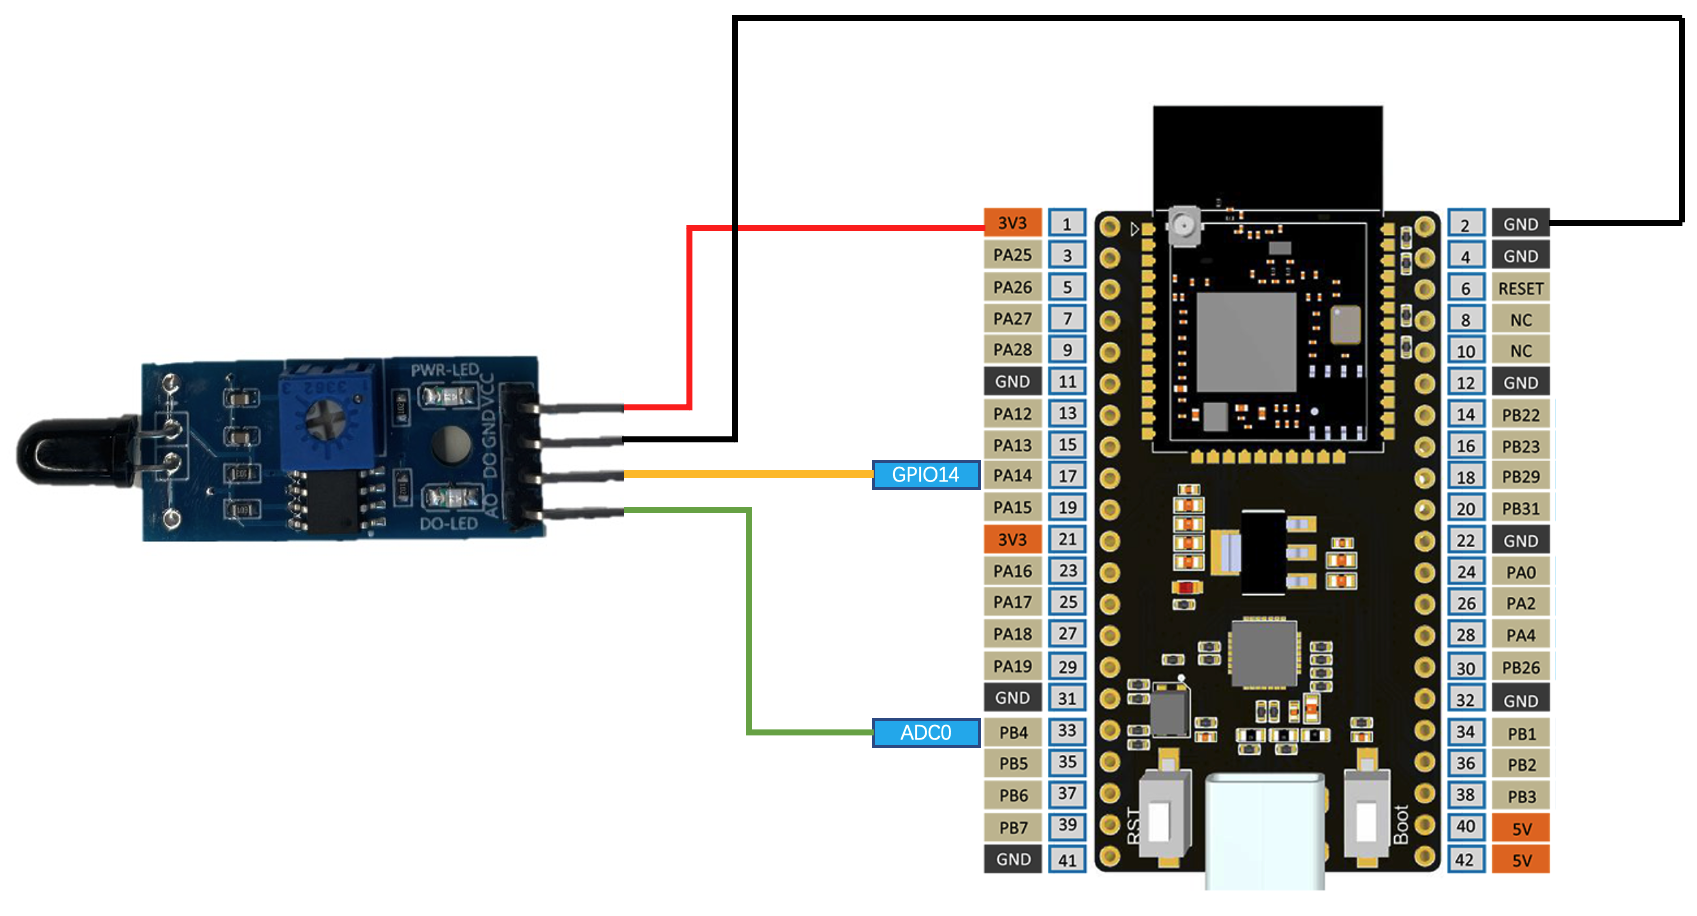 3V3 1
PA25 3
PA26 5
PA27 7
PA28 9
GND 11
PA12 13
PA13 15
GPIO14 PA14 17
PA15 19
3V3 21
PA16 23
PA17 25
PA18 27
PA19 29
GND 31
ADC0 PB4 33
PB5 35
PB6 37
PB7 39
GND 41
2 GND
4 GND
6 RESET
8 NC
10 NC
12 GND
14 PB22
16 PB23
18 PB29
20 PB31
22 GND
24 PA0
26 PA2
28 PA4
30 PB26
32 GND
34 PB1
36 PB2
38 PB3
40 5V
42 5V
RST
Boot
PWR-LED
DO-LED
VCC
GND
DO
AO
3362
103